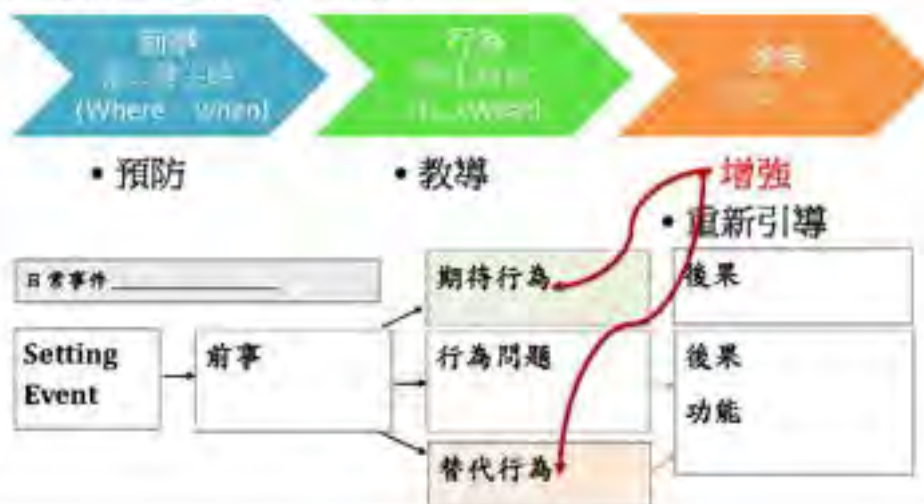 前事
(Where when)
行為
• 預防
• 教導
增強
• 重新引導
日常事件
Setting
Event
前事
期待行為
行為問題
替代行為
後果
後果
功能